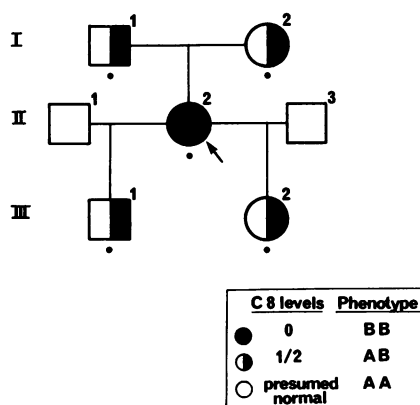 I
1
2
II
1
2
3
III
1
2
C 8 levels Phenotype
0 BB
1/2 AB
presumed normal AA